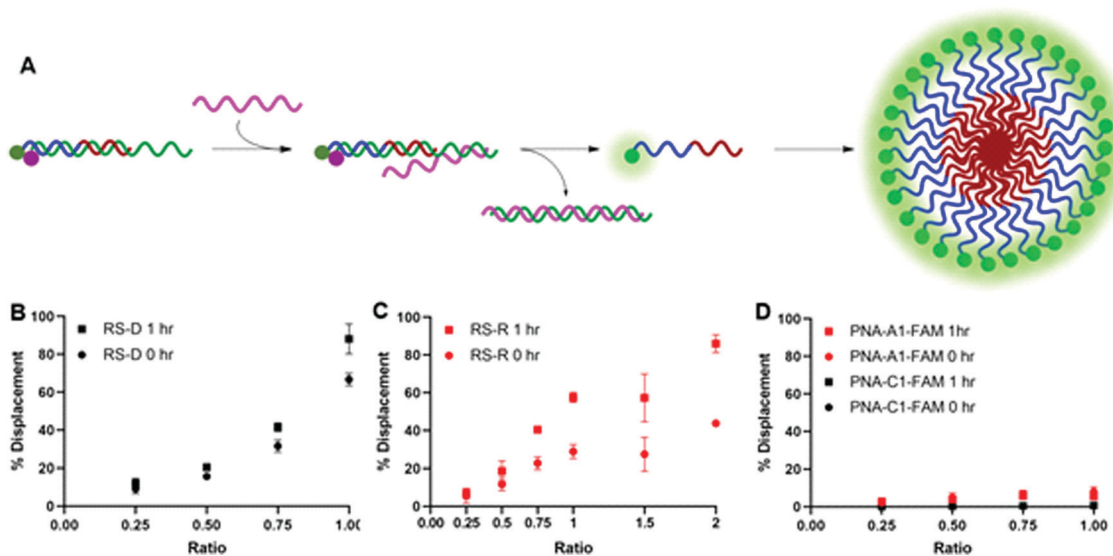 A
B
RS-D 1 hr
RS-D 0 hr
% Displacement
100
80
60
40
20
0
0.00 0.25 0.50 0.75 1.00
Ratio
C
RS-R 1 hr
RS-R 0 hr
% Displacement
100
80
60
40
20
0
0.00 0.25 0.5 0.75 1 1.5 2
Ratio
D
PNA-A1-FAM 1hr
PNA-A1-FAM 0 hr
PNA-C1-FAM 1 hr
PNA-C1-FAM 0 hr
% Displacement
100
80
60
40
20
0
0.00 0.25 0.50 0.75 1.00
Ratio